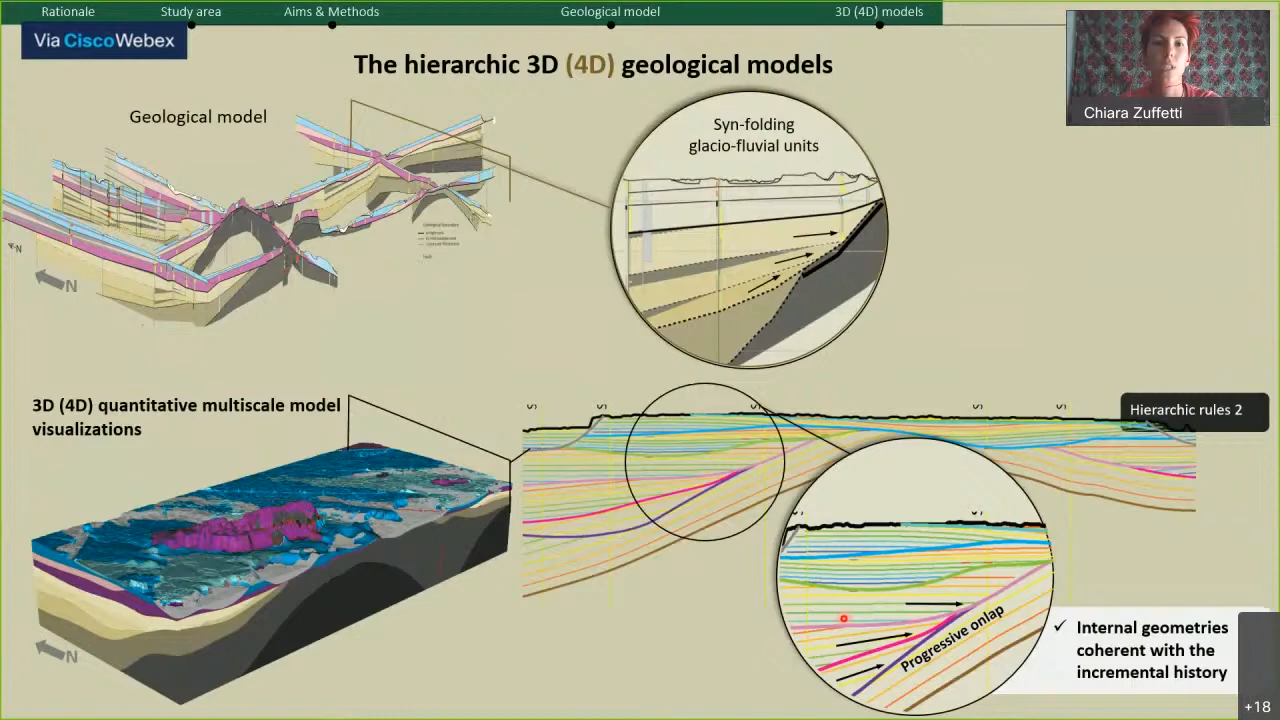 Rationale
Study area
Aims & Methods
Geological model
3D (4D) models
Via CiscoWebex
The hierarchic 3D (4D) geological models
Chiara Zuffetti
Geological model
Syn-folding
glacio-fluvial units
N
N
3D (4D) quantitative multiscale model
visualizations
Hierarchic rules 2
Progressive onlap
✓ Internal geometries
coherent with the
incremental history
N
+18